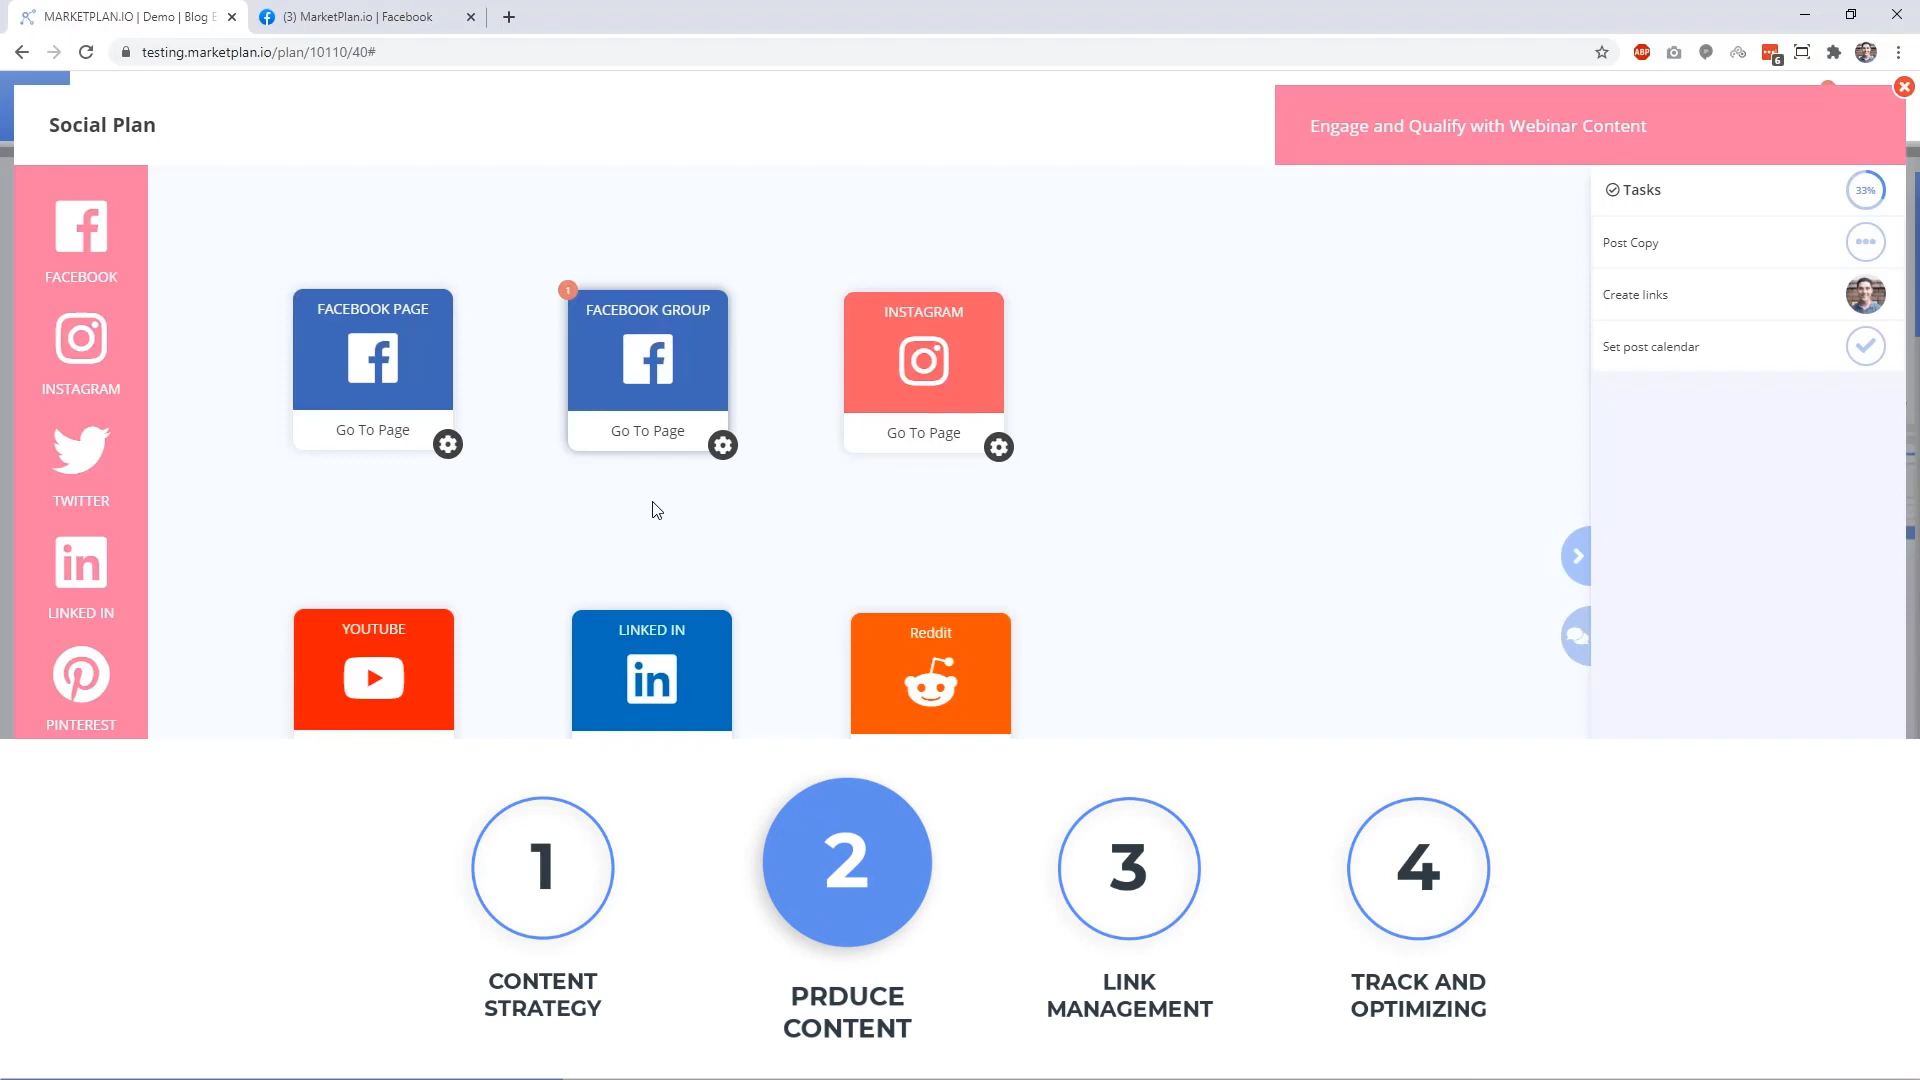 MARKETPLAN.IO | Demo | Blog E
(3) MarketPlan.io | Facebook
testing.marketplan.io/plan/10110/40#
ABP
6
Social Plan
Engage and Qualify with Webinar Content
FACEBOOK
INSTAGRAM
TWITTER
LINKED IN
PINTEREST
FACEBOOK PAGE
Go To Page
1
FACEBOOK GROUP
Go To Page
INSTAGRAM
Go To Page
YOUTUBE
LINKED IN
in
Reddit
Tasks
33%
Post Copy
Create links
Set post calendar
1
CONTENT
STRATEGY
2
PRDUCE
CONTENT
3
LINK
MANAGEMENT
4
TRACK AND
OPTIMIZING